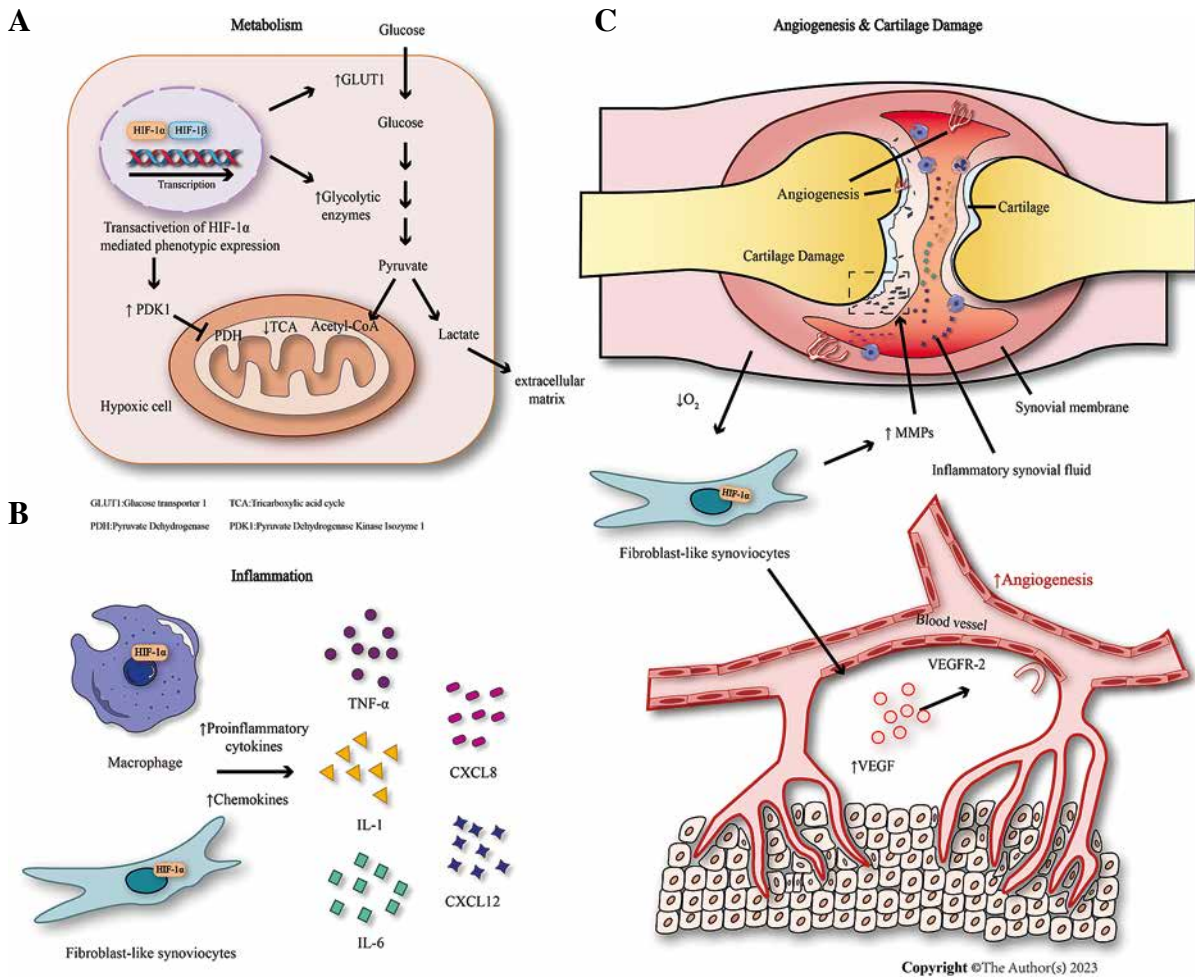 A
Metabolism
Glucose
↑GLUT1
HIF-1α HIF-1β
Glucose
Transcription
↑Glycolytic
enzymes
Transactivetion of HIF-1α
mediated phenotypic expression
Pyruvate
↑ PDK1
PDH
↓TCA
Acetyl-CoA
Lactate
Hypoxic cell
extracellular
matrix
GLUT1:Glucose transporter 1 TCA:Tricarboxylic acid cycle
PDH:Pyruvate Dehydrogenase PDK1:Pyruvate Dehydrogenase Kinase Isozyme 1
B
Inflammation
HIF-1α
Macrophage
↑Proinflammatory
cytokines
↑Chemokines
HIF-1α
Fibroblast-like synoviocytes
TNF-α
CXCL8
IL-1
CXCL12
IL-6
C
Angiogenesis & Cartilage Damage
Angiogenesis
Cartilage
Cartilage Damage
↓O2
Synovial membrane
↑ MMPs
Inflammatory synovial fluid
HIF-1α
Fibroblast-like synoviocytes
↑Angiogenesis
Blood vessel
VEGFR-2
↑VEGF
Copyright ©The Author(s) 2023